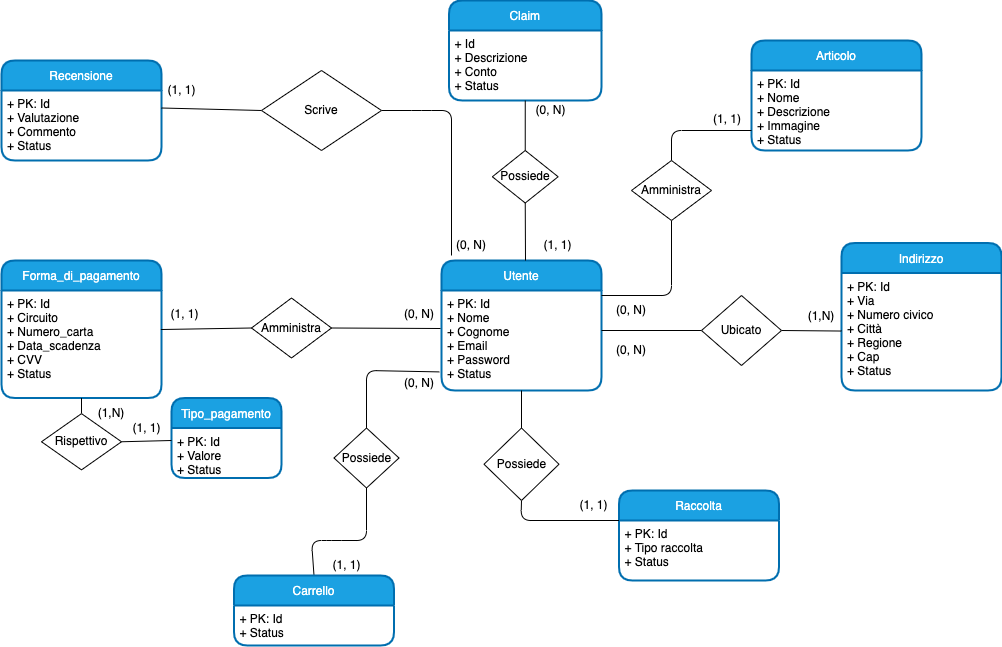 Claim
+ Id
+ Descrizione
+ Conto
+ Status
(0, N)
Possiede
(1, 1)
Recensione
+ PK: Id
+ Valutazione
+ Commento
+ Status
(1, 1)
Scrive
(0, N)
Articolo
+ PK: Id
+ Nome
+ Descrizione
+ Immagine
+ Status
(1, 1)
Amministra
(0, N)
Forma_di_pagamento
+ PK: Id
+ Circuito
+ Numero_carta
+ Data_scadenza
+ CVV
+ Status
(1, 1)
Amministra
(0, N)
Utente
+ PK: Id
+ Nome
+ Cognome
+ Email
+ Password
+ Status
(0, N)
Ubicato
(1,N)
Indirizzo
+ PK: Id
+ Via
+ Numero civico
+ Città
+ Regione
+ Cap
+ Status
(1,N)
Rispettivo
(1, 1)
Tipo_pagamento
+ PK: Id
+ Valore
+ Status
(0, N)
Possiede
(1, 1)
Carrello
+ PK: Id
+ Status
Possiede
(1, 1)
Raccolta
+ PK: Id
+ Tipo raccolta
+ Status